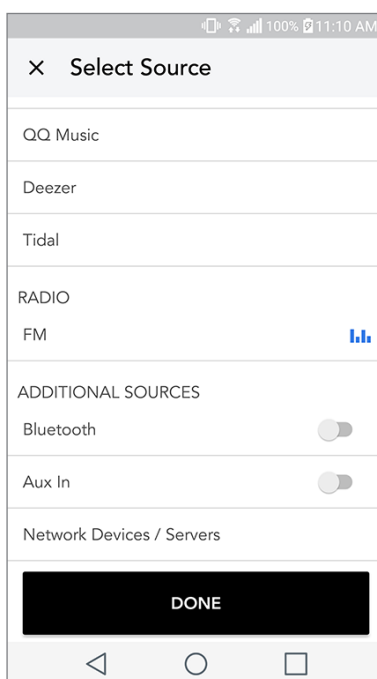 100% 11:10 AM
Select Source
QQ Music
Deezer
Tidal
RADIO
FM
ADDITIONAL SOURCES
Bluetooth
Aux In
Network Devices / Servers
DONE